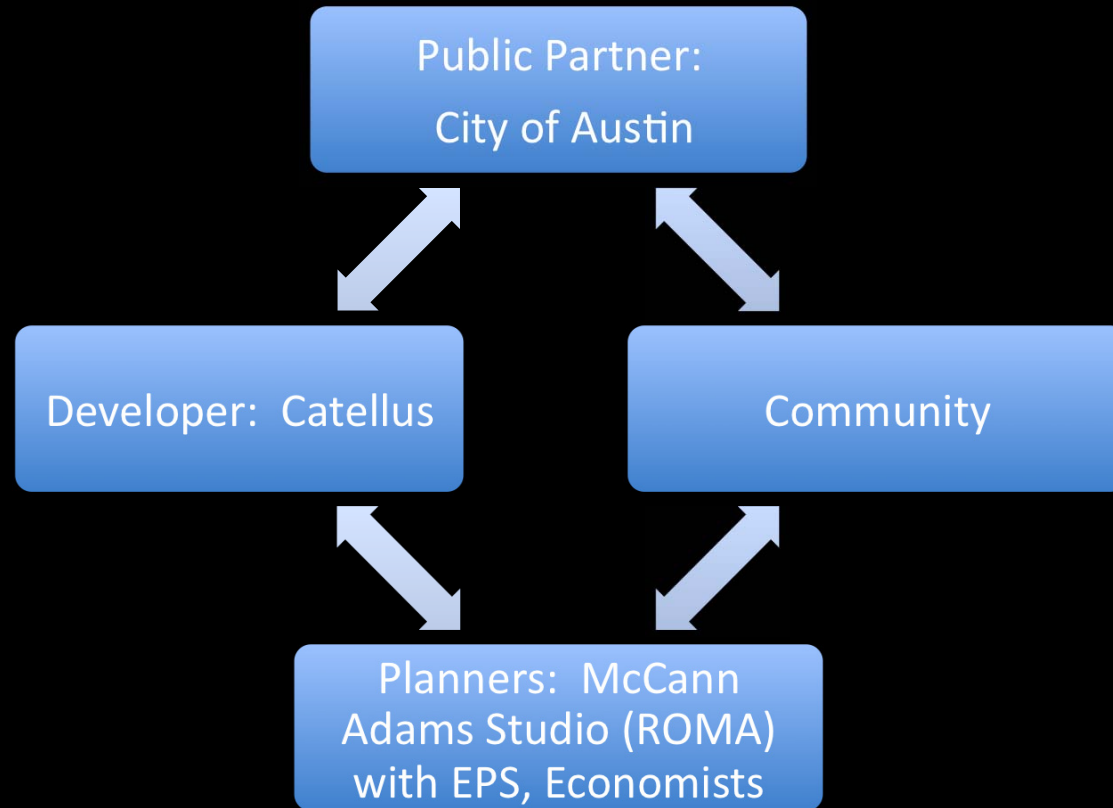 Public Partner:
City of Austin
Developer: Catellus
Community
Planners: McCann
Adams Studio (ROMA)
with EPS, Economists